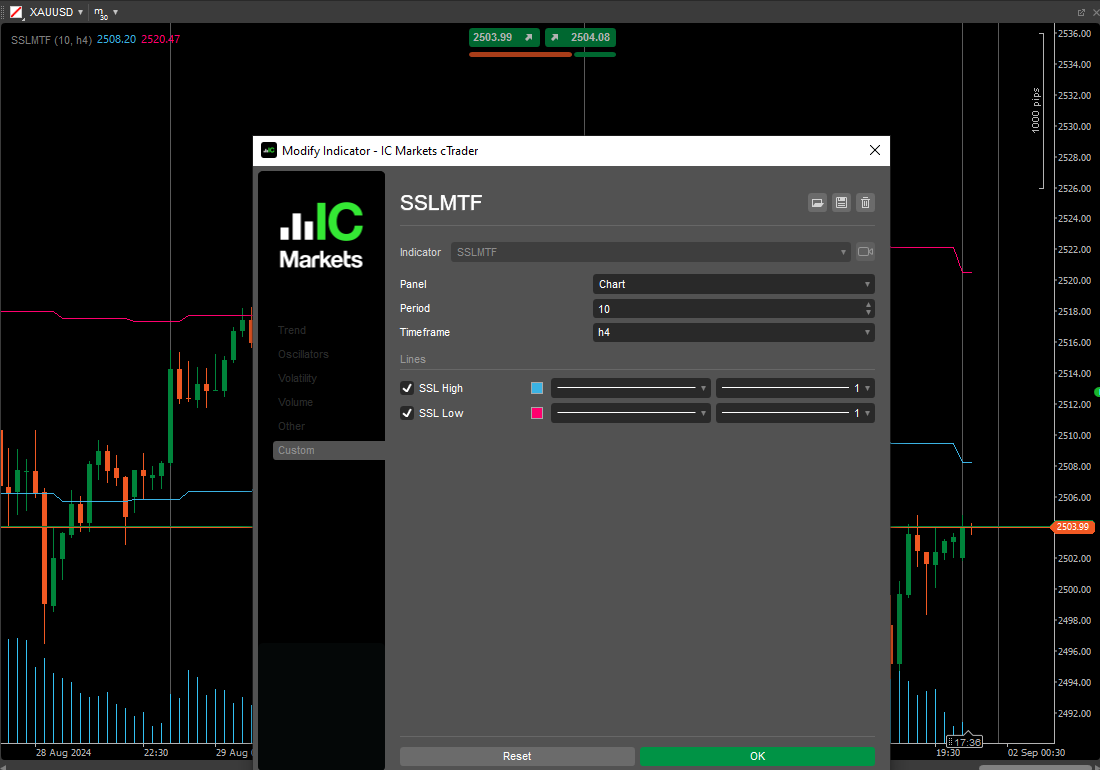 XAUUSD
m30
SSLMTF (10, h4) 2508.20 2520.47
2503.99
2504.08
Modify Indicator - IC Markets cTrader
IC
Markets
Trend
Oscillators
Volatility
Volume
Other
Custom
SSLMTF
Indicator SSLMTF
Panel Chart
Period 10
Timeframe h4
Lines
SSL High 1
SSL Low 1
Reset
OK
1000 pips
2536.00
2534.00
2532.00
2530.00
2528.00
2526.00
2524.00
2522.00
2520.00
2518.00
2516.00
2514.00
2512.00
2510.00
2508.00
2506.00
2503.99
2502.00
2500.00
2498.00
2496.00
2494.00
2492.00
17:36
28 Aug 2024
22:30
29 Aug
19:30
02 Sep 00:30